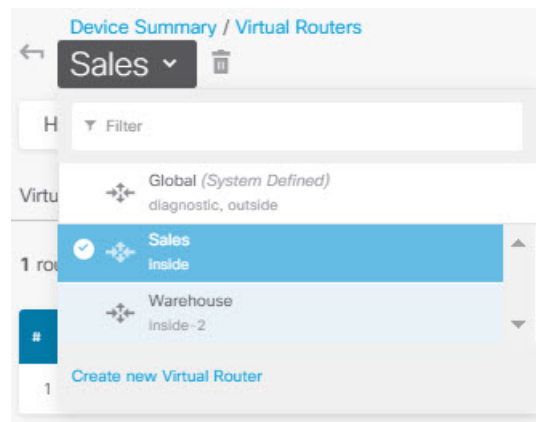 Device Summary / Virtual Routers
Sales
H
Filter
Virtu
Global (System Defined)
diagnostic, outside
1 rou
Sales
inside
Warehouse
inside-2
#
1
Create new Virtual Router